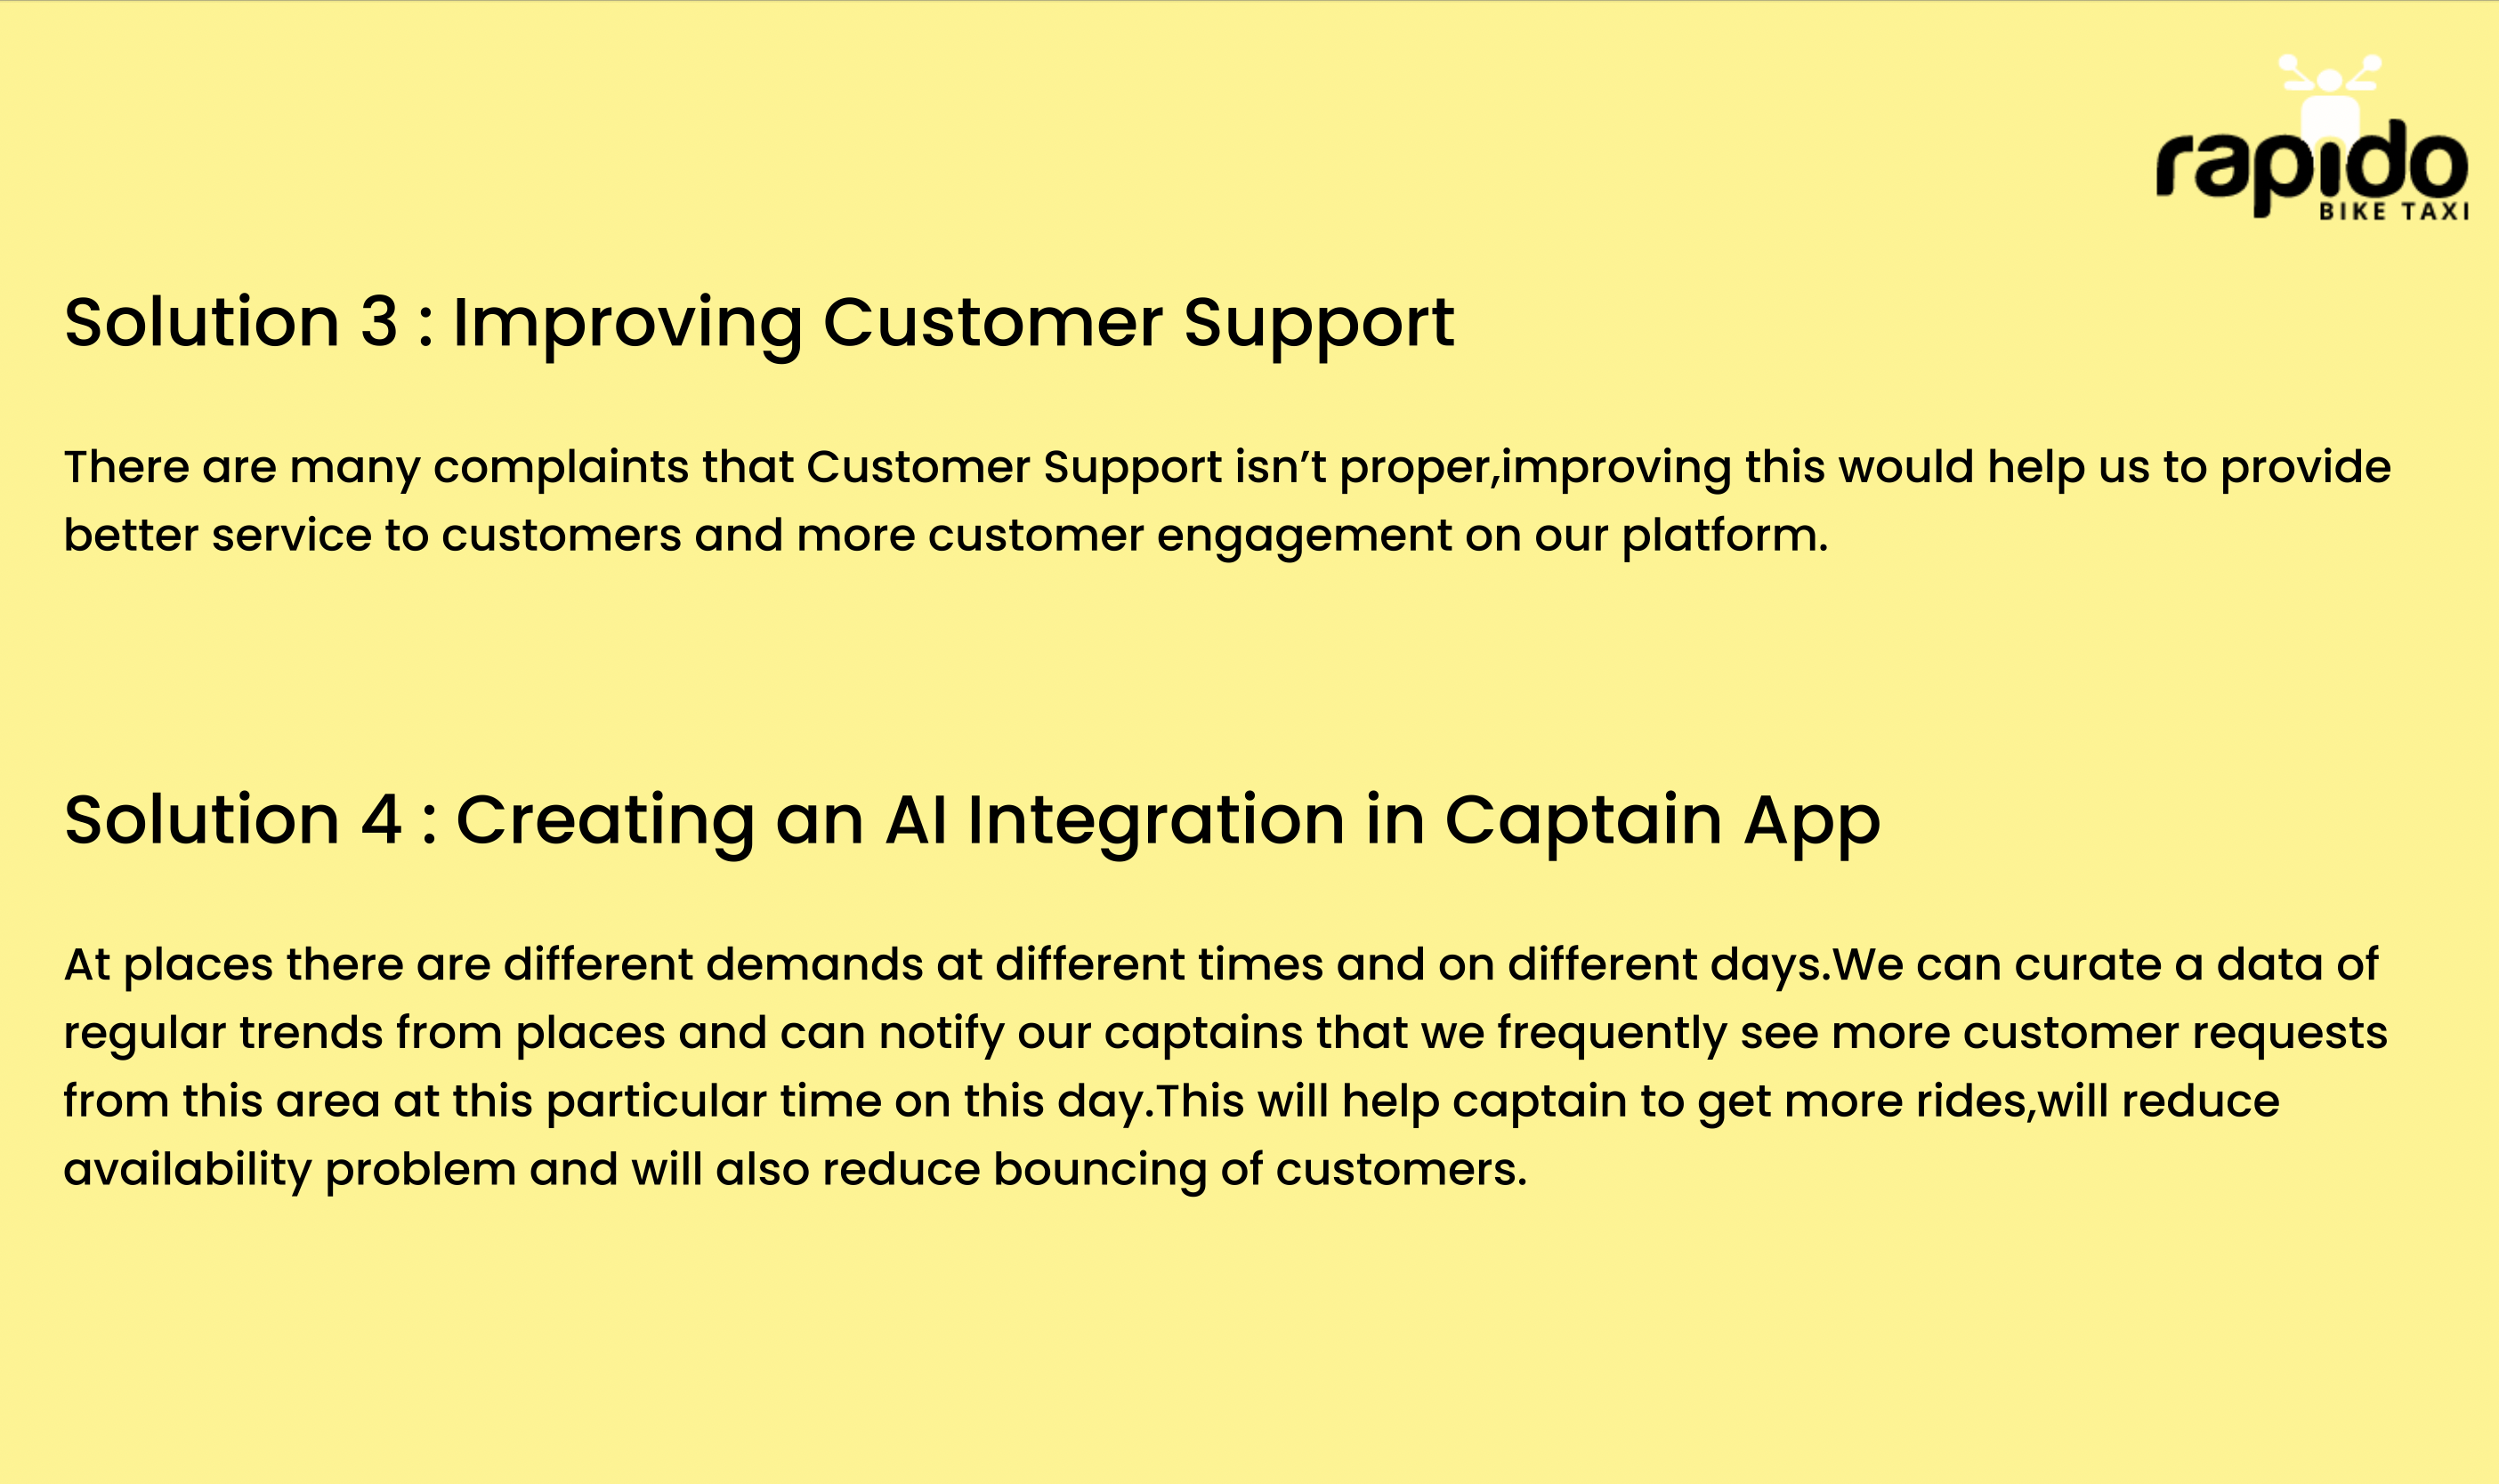 rapido
BIKE TAXI
Solution 3 : Improving Customer Support
There are many complaints that Customer Support isn’t proper,improving this would help us to provide
better service to customers and more customer engagement on our platform.
Solution 4 : Creating an AI Integration in Captain App
At places there are different demands at different times and on different days.We can curate a data of
regular trends from places and can notify our captains that we frequently see more customer requests
from this area at this particular time on this day.This will help captain to get more rides,will reduce
availability problem and will also reduce bouncing of customers.